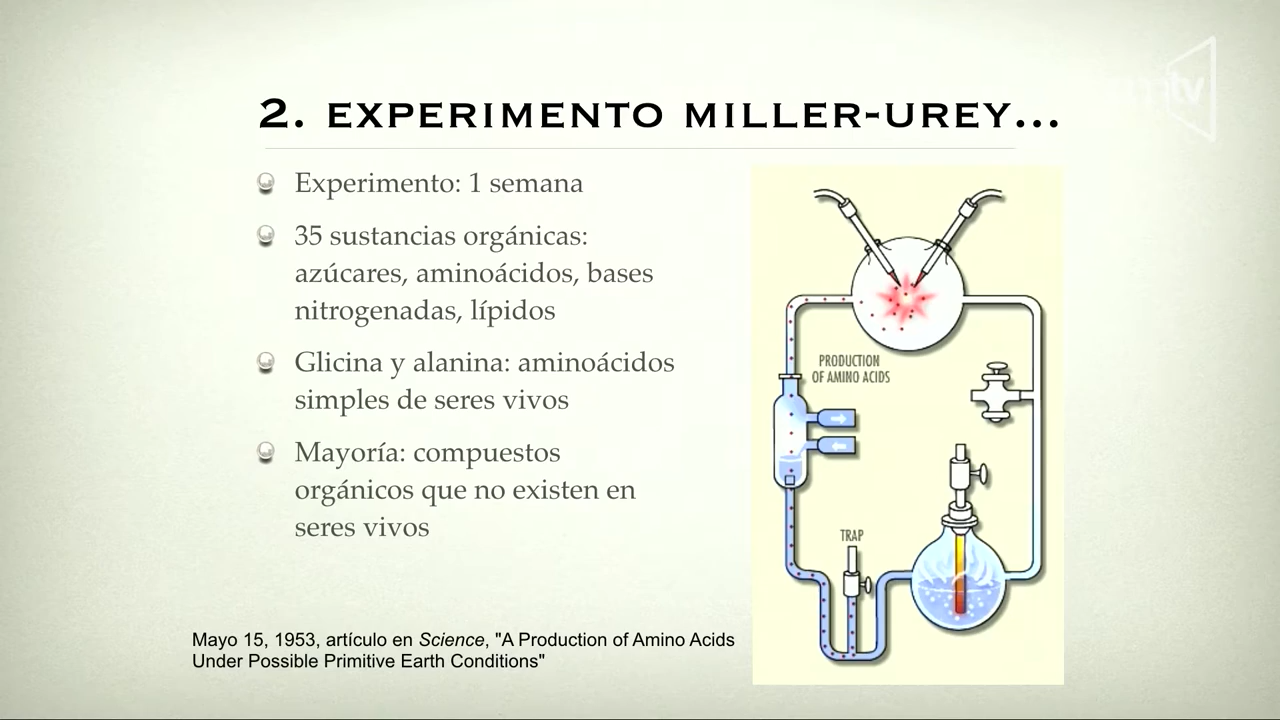 2. EXPERIMENTO MILLER-UREY...
Experimento: 1 semana
35 sustancias orgánicas:
azúcares, aminoácidos, bases
nitrogenadas, lípidos
Glicina y alanina: aminoácidos
simples de seres vivos
Mayoría: compuestos
orgánicos que no existen en
seres vivos
PRODUCTION
OF AMINO ACIDS
TRAP
Mayo 15, 1953, artículo en Science, "A Production of Amino Acids
Under Possible Primitive Earth Conditions"
tv